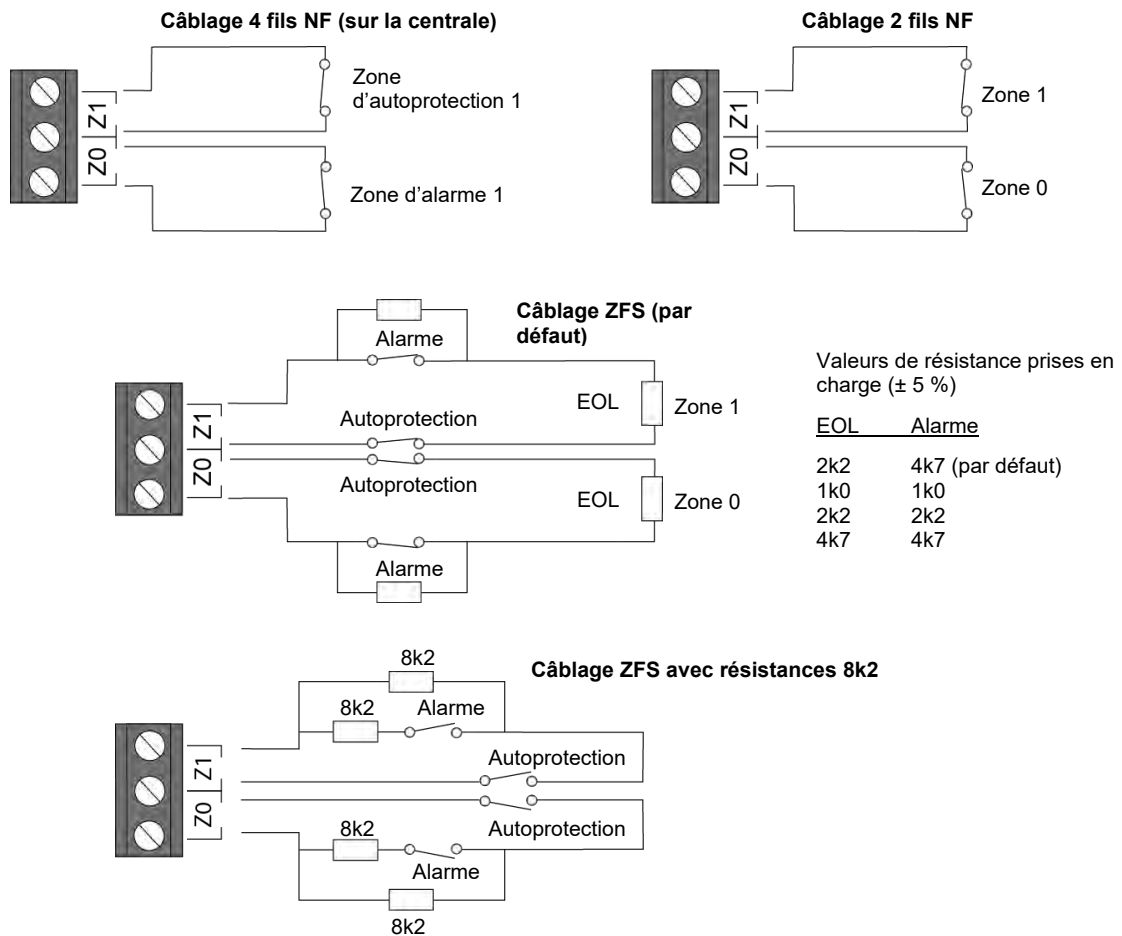 Câblage 4 fils NF (sur la centrale)
Z1
Z0
Zone
d'autoprotection 1
Zone d'alarme 1
Câblage 2 fils NF
Z1
Z0
Zone 1
Zone 0
Câblage ZFS (par
défaut)
Alarme
Z1
Z0
EOL
Zone 1
Autoprotection
Autoprotection
EOL
Zone 0
Alarme
Valeurs de résistance prises en
charge (± 5 %)
EOL Alarme
2k2 4k7 (par défaut)
1k0 1k0
2k2 2k2
4k7 4k7
Câblage ZFS avec résistances 8k2
8k2
8k2
Alarme
Z1
Z0
Autoprotection
Autoprotection
8k2
Alarme
8k2